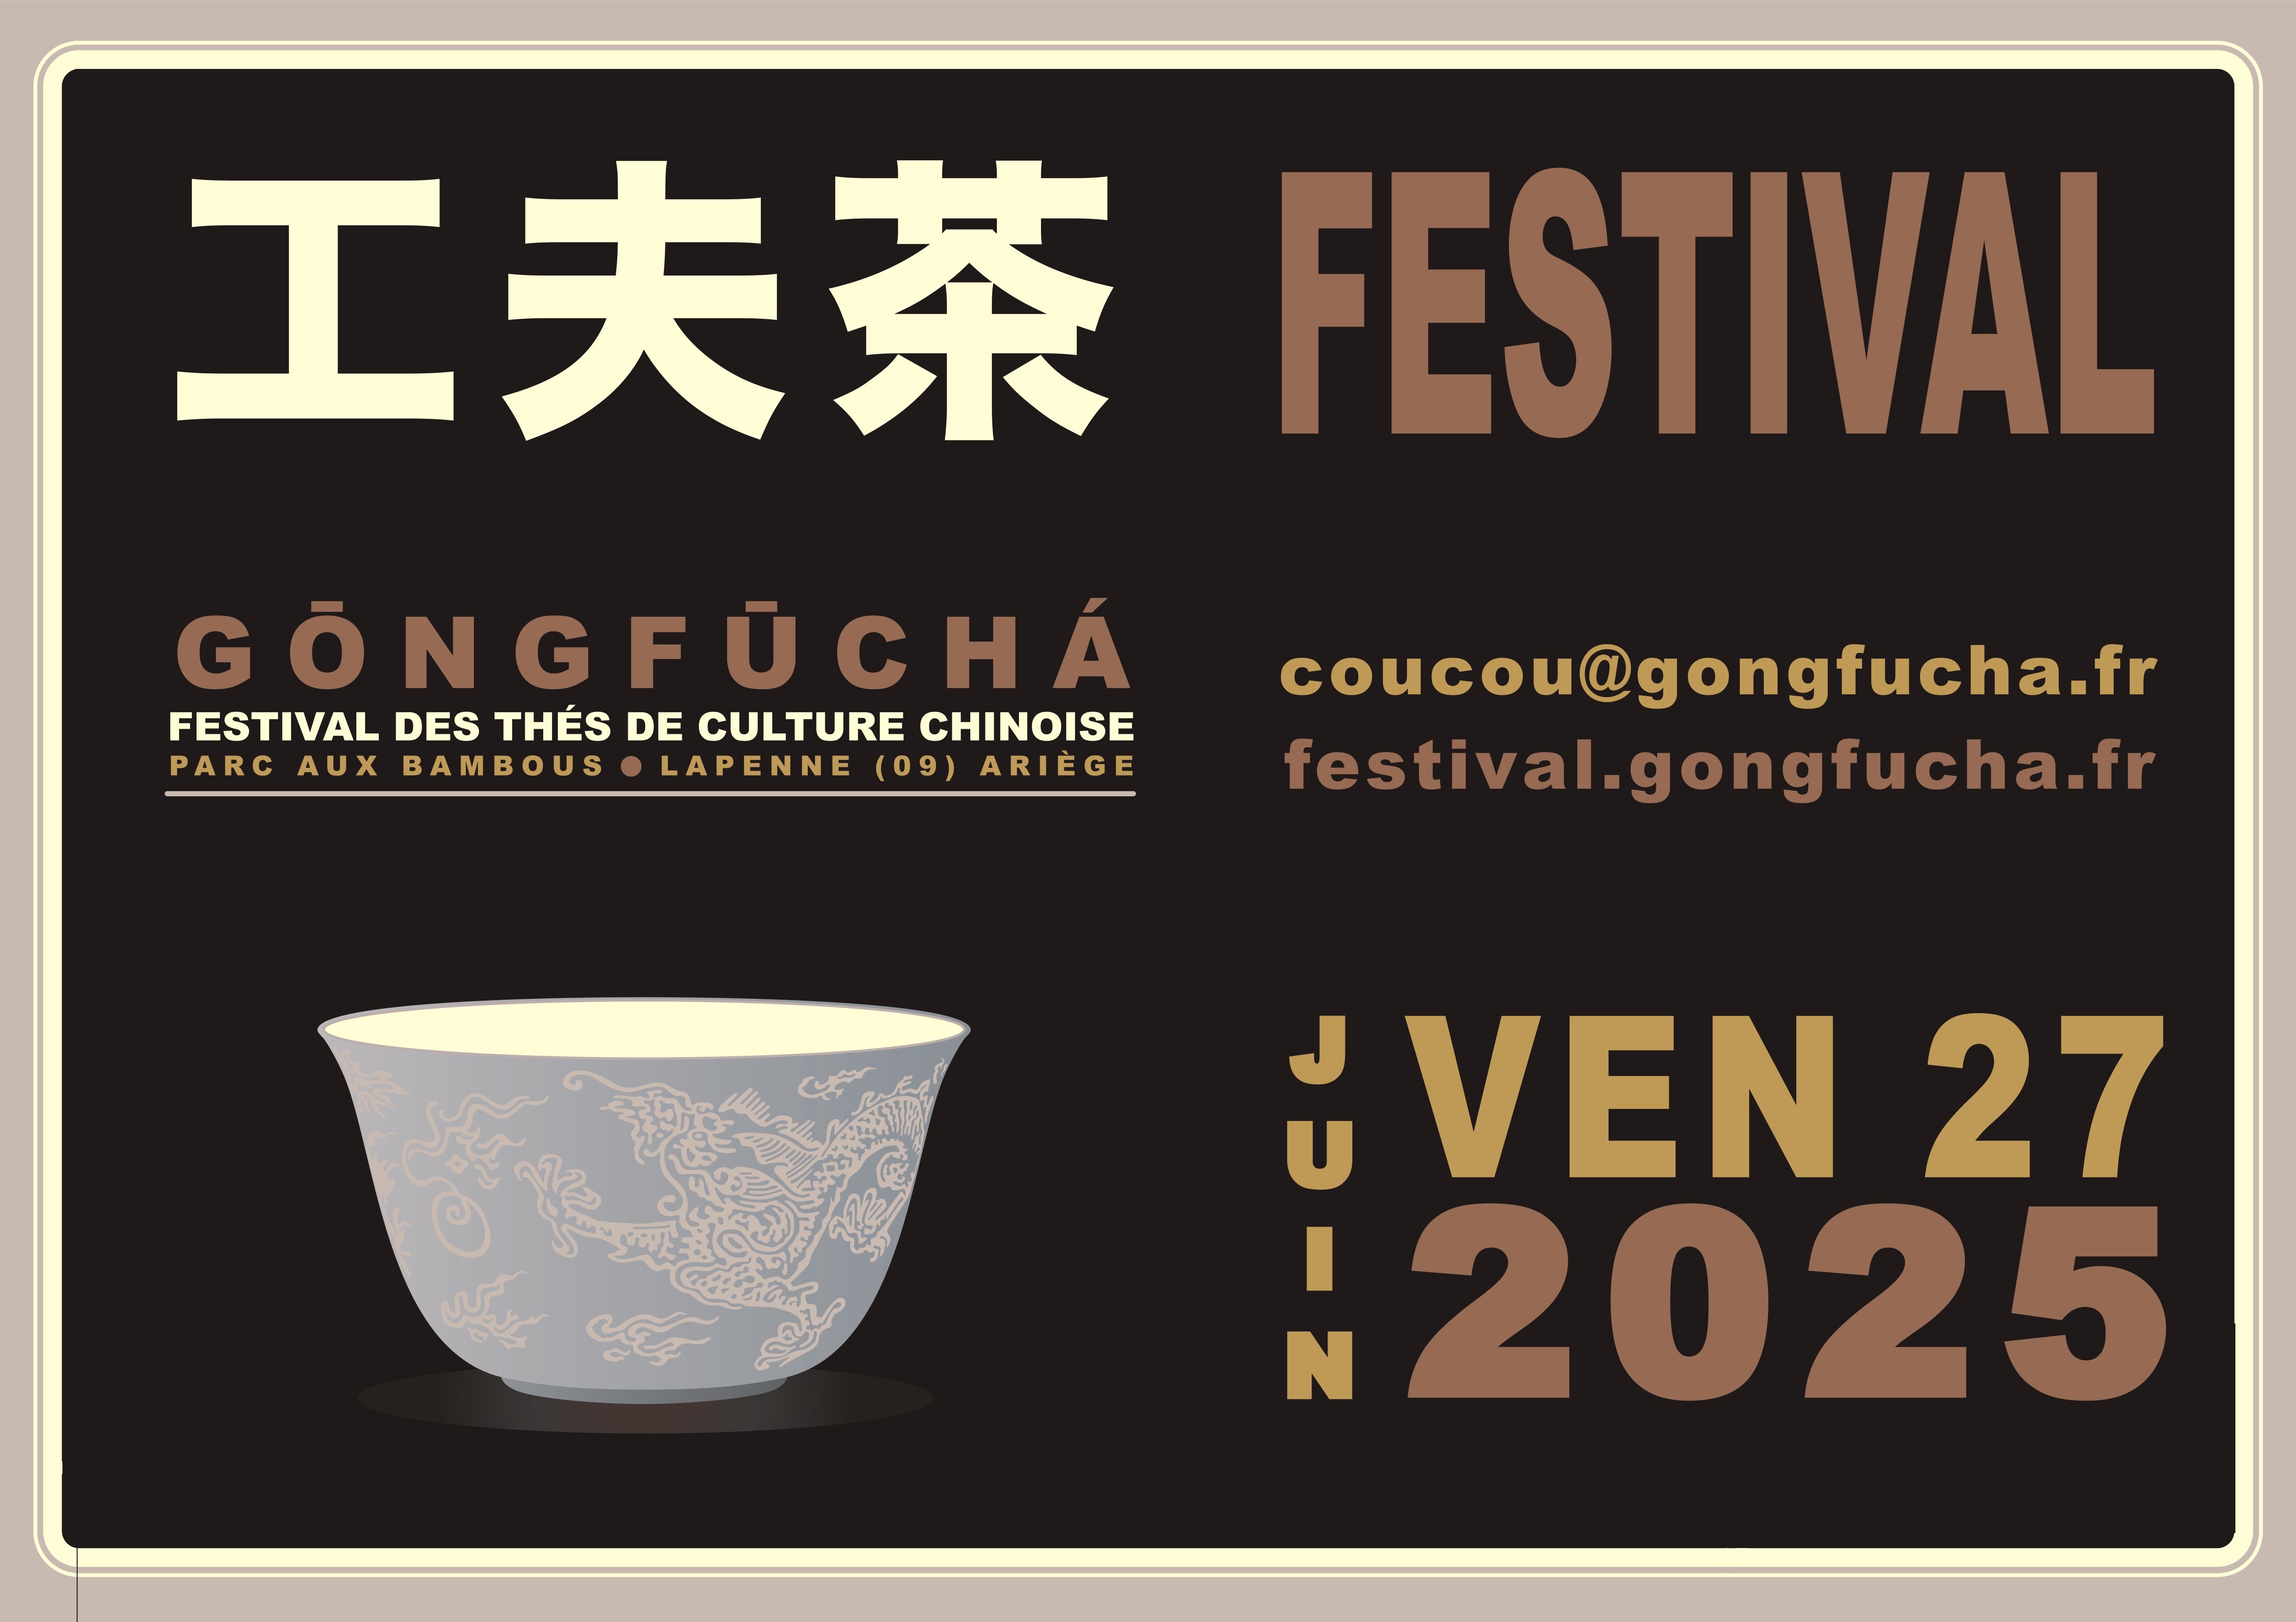 工夫茶
FESTIVAL
GŌNGFŪCHÁ
FESTIVAL DES THÉS DE CULTURE CHINOISE
PARC AUX BAMBOUS ● LAPENNE (09) ARIÈGE
coucou@gongfucha.fr
festival.gongfucha.fr
JUIN
VEN 27
2025